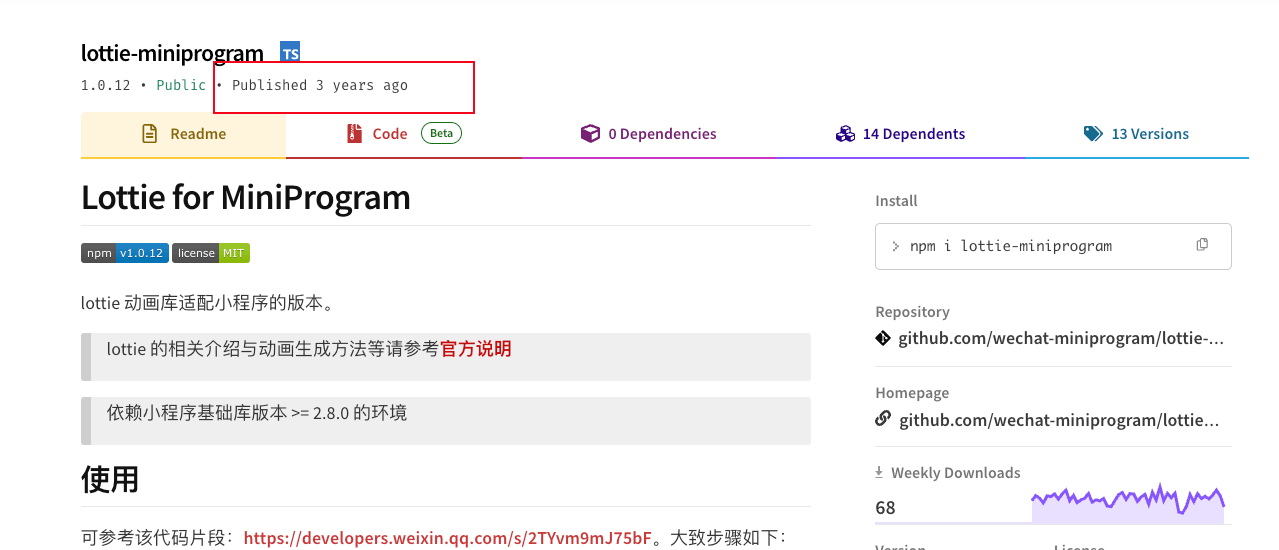 lottie-miniprogram TS
1.0.12 • Public • Published 3 years ago
Readme
Code Beta
0 Dependencies
14 Dependents
13 Versions
Lottie for MiniProgram
npm v1.0.12 license MIT
lottie 动画库适配小程序的版本。
lottie 的相关介绍与动画生成方法等请参考官方说明
依赖小程序基础库版本 >= 2.8.0 的环境
使用
可参考该代码片段：https://developers.weixin.qq.com/s/2TYvm9mJ75bF。大致步骤如下：
Install
> npm i lottie-miniprogram
Repository
github.com/wechat-miniprogram/lottie-...
Homepage
github.com/wechat-miniprogram/lottie...
Weekly Downloads
68
Version
License